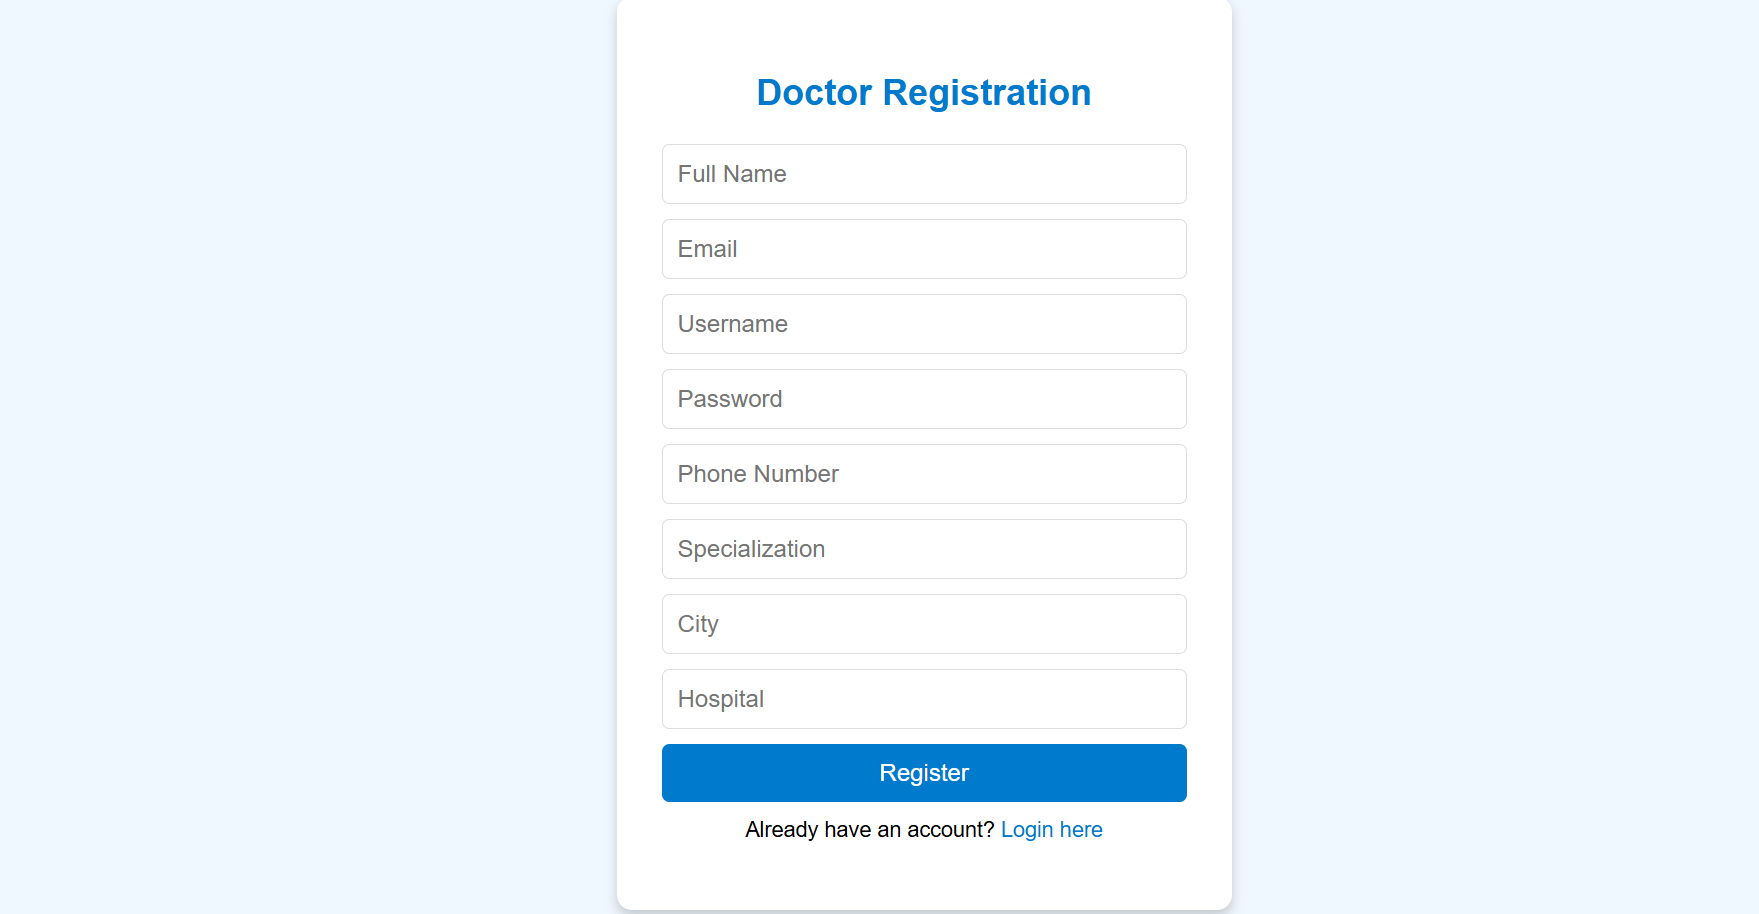 Doctor Registration
Full Name
Email
Username
Password
Phone Number
Specialization
City
Hospital
Register
Already have an account? Login here